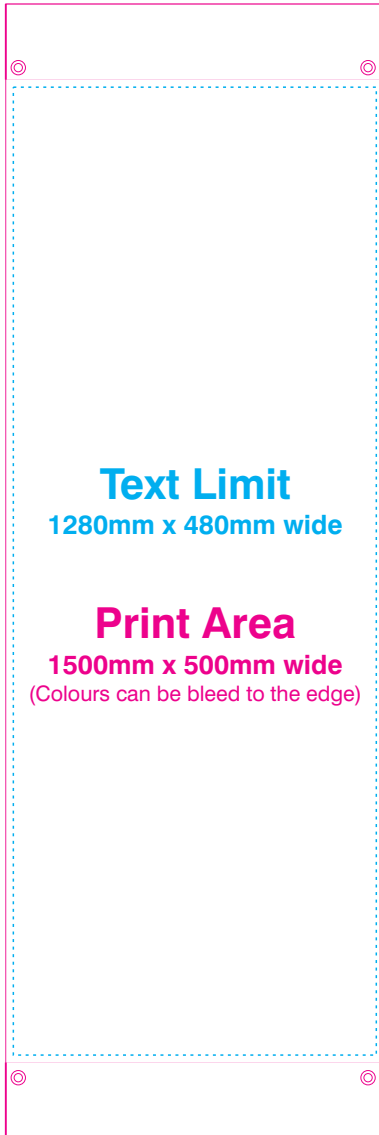 Text Limit
1280mm x 480mm wide
Print Area
1500mm x 500mm wide
(Colours can be bleed to the edge)